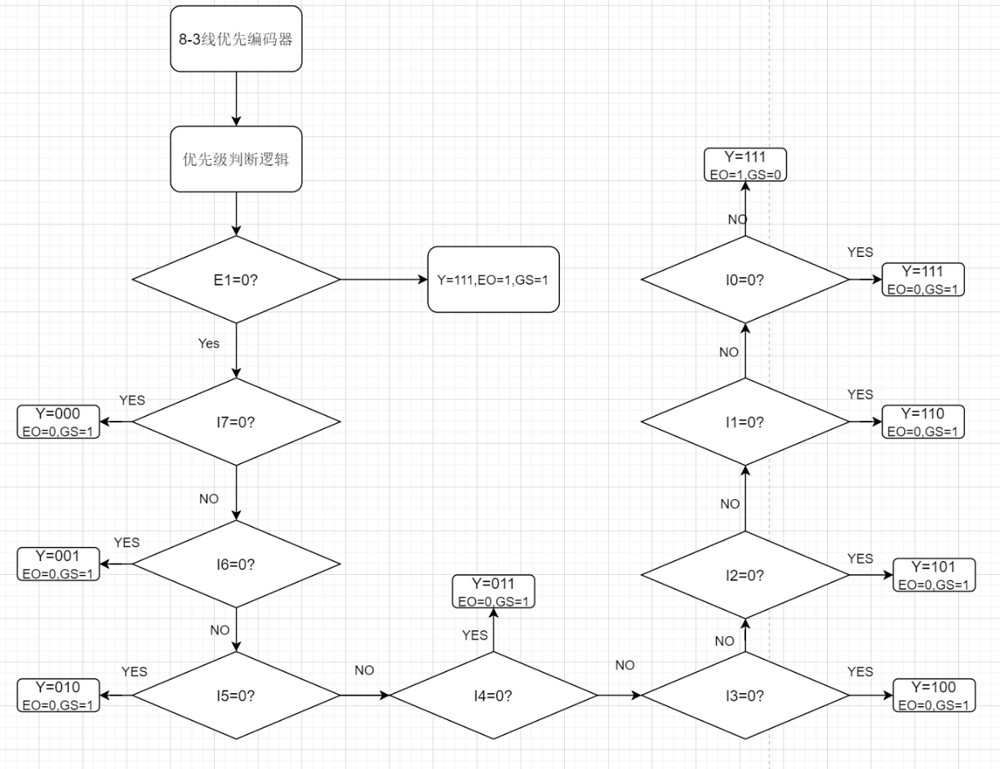 8-3线优先编码器
优先级判断逻辑
E1=0?
Y=111,EO=1,GS=1
Yes
I7=0?
YES
Y=000
EO=0,GS=1
NO
I6=0?
YES
Y=001
EO=0,GS=1
NO
I5=0?
YES
Y=010
EO=0,GS=1
NO
I4=0?
YES
Y=011
EO=0,GS=1
NO
I3=0?
YES
Y=100
EO=0,GS=1
NO
I2=0?
YES
Y=101
EO=0,GS=1
NO
I1=0?
YES
Y=110
EO=0,GS=1
NO
I0=0?
YES
Y=111
EO=0,GS=1
NO
Y=111
EO=1,GS=0